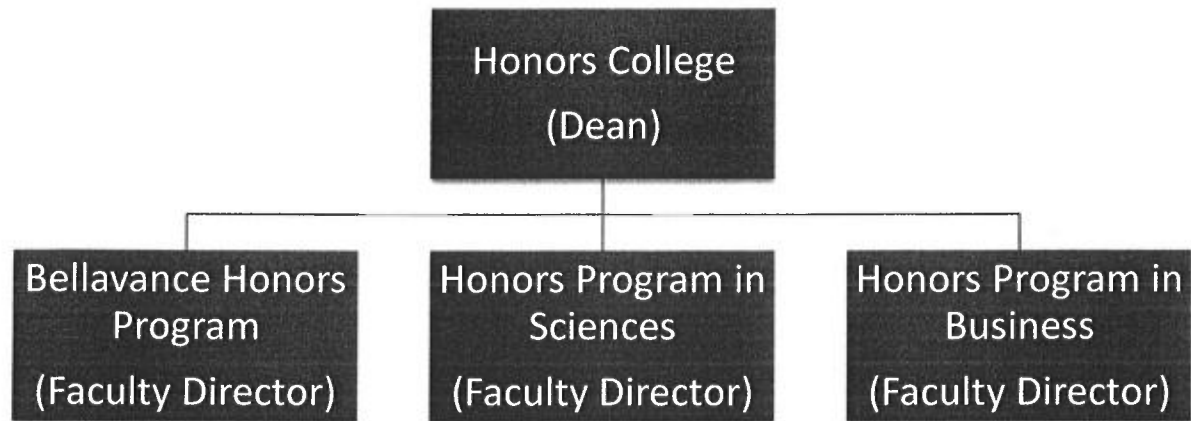 Honors College
(Dean)
Bellavance Honors
Program
(Faculty Director)
Honors Program in
Sciences
(Faculty Director)
Honors Program in
Business
(Faculty Director)